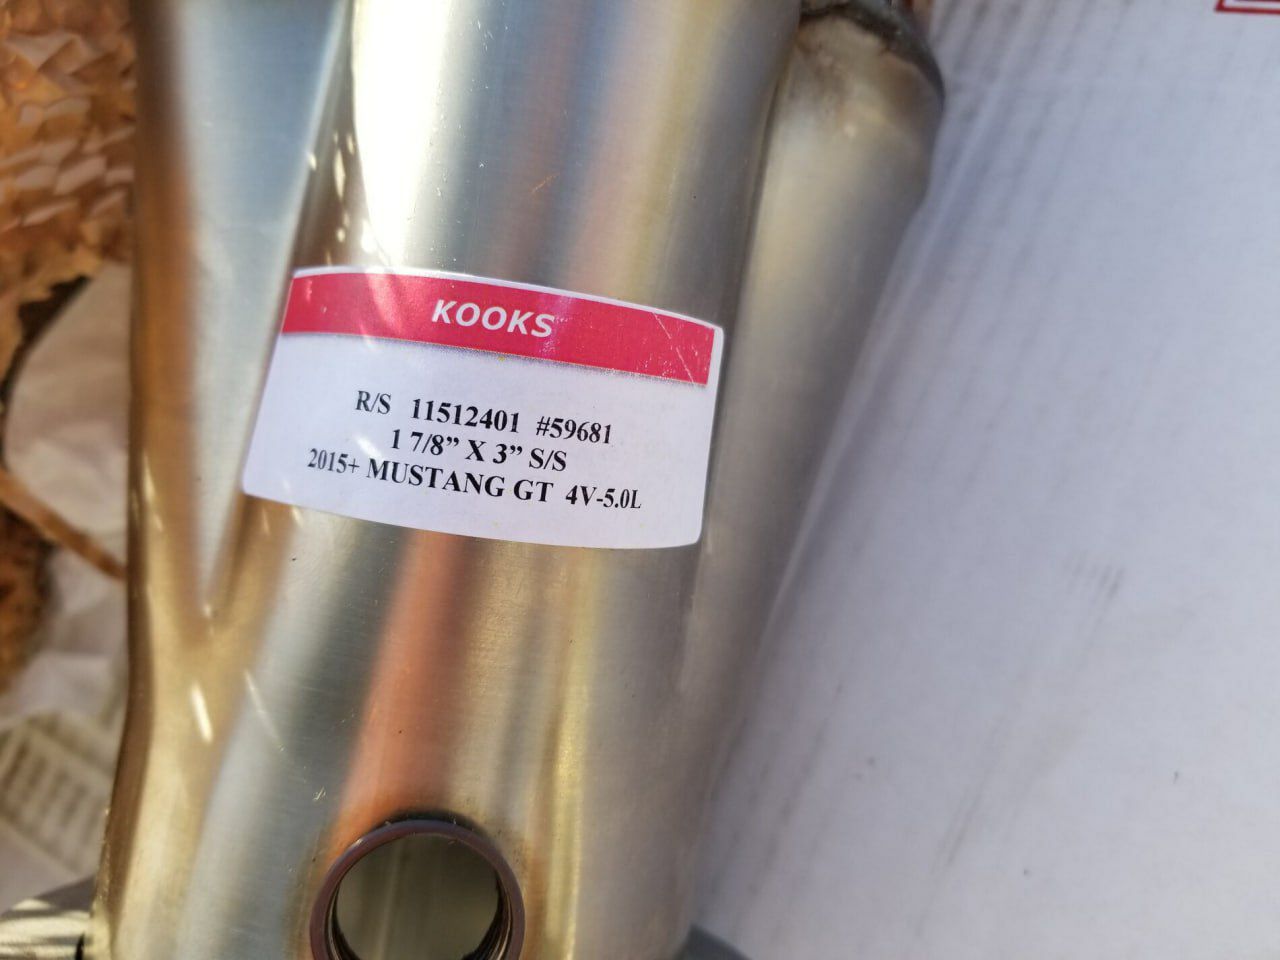 KOOKS
R/S 11512401 #59681
1 7/8” X 3” S/S
2015+ MUSTANG GT 4V-5.0L